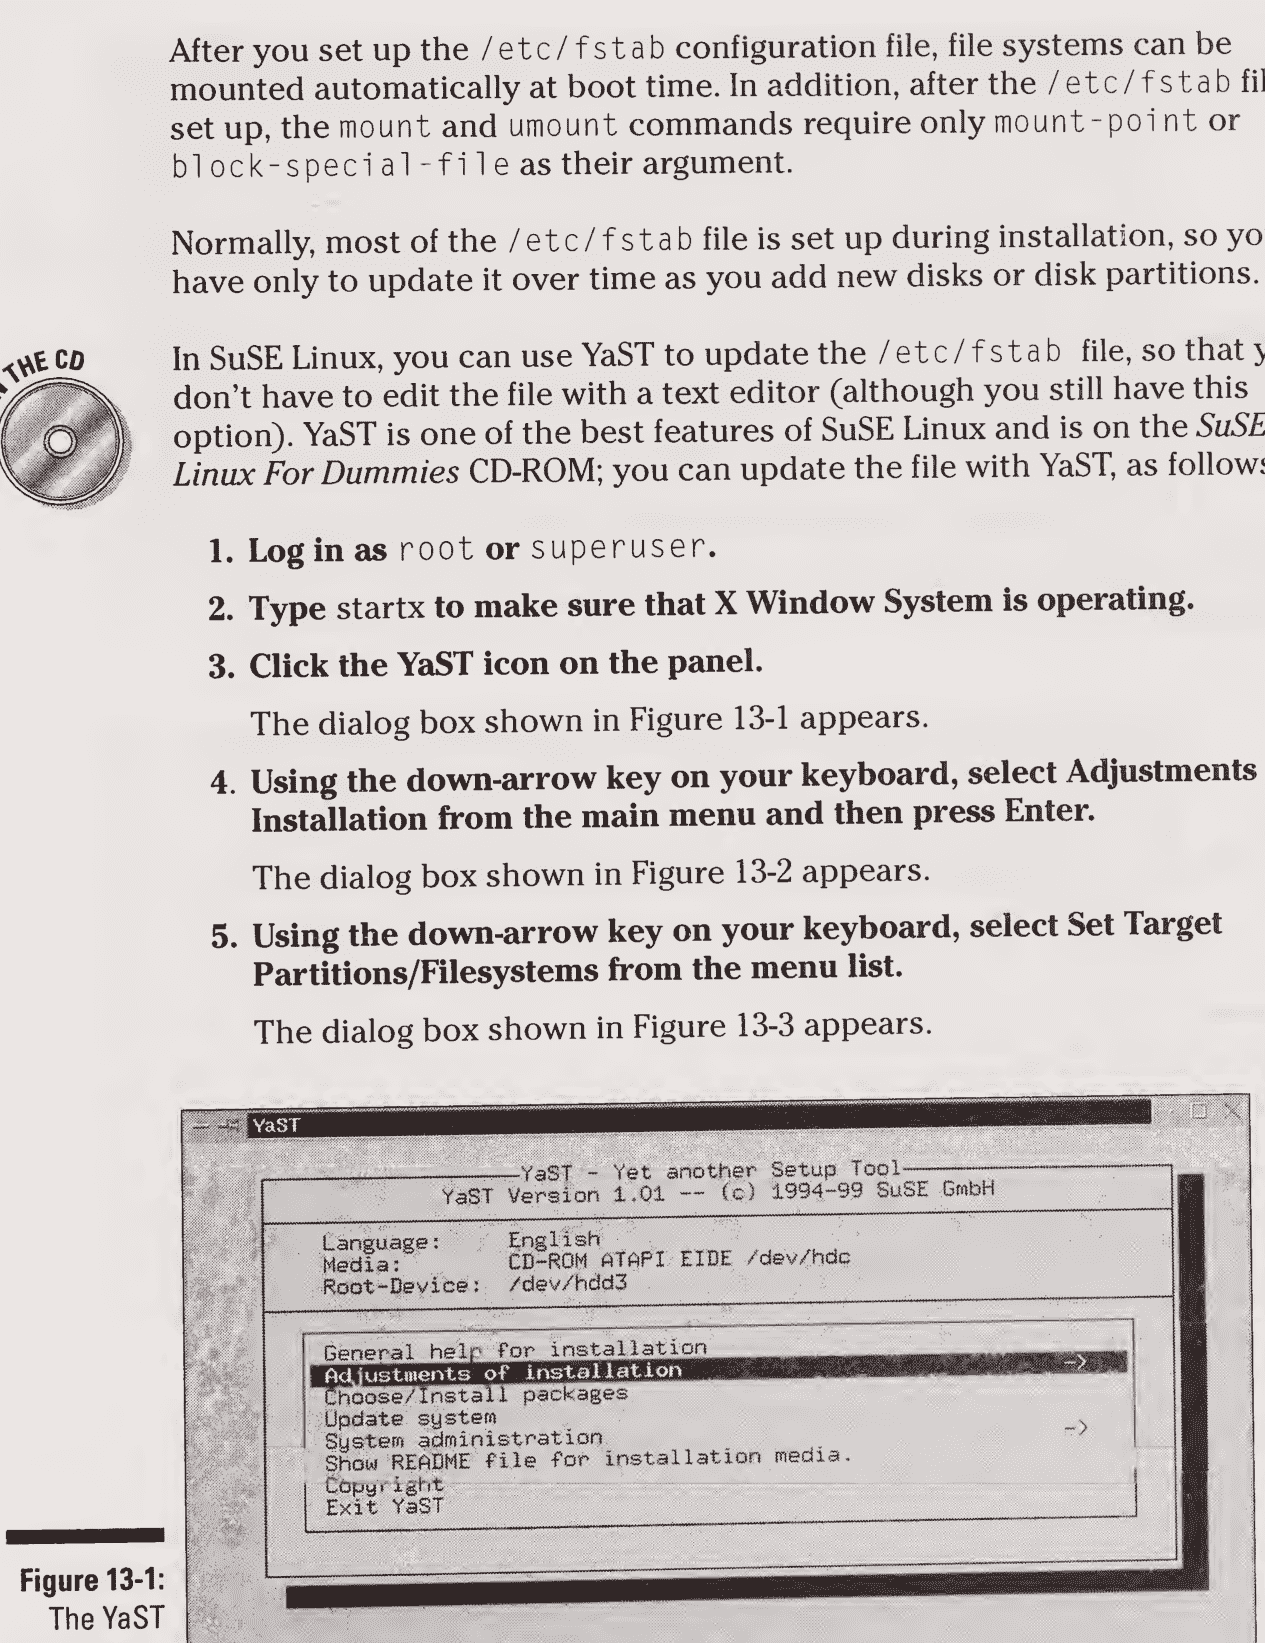 After you set up the /etc/fstab configuration file, file systems can be
mounted automatically at boot time. In addition, after the /etc/fstab fil
set up, the mount and umount commands require only mount-point or
block-special-file as their argument.
Normally, most of the /etc/fstab file is set up during installation, so yo
have only to update it over time as you add new disks or disk partitions.
THE CD
In SuSE Linux, you can use YaST to update the /etc/fstab file, so that y
don't have to edit the file with a text editor (although you still have this
option). YaST is one of the best features of SuSE Linux and is on the SuSE
Linux For Dummies CD-ROM; you can update the file with YaST, as follows
1. Log in as root or superuser.
2. Type startx to make sure that X Window System is operating.
3. Click the YaST icon on the panel.
The dialog box shown in Figure 13-1 appears.
4. Using the down-arrow key on your keyboard, select Adjustments
Installation from the main menu and then press Enter.
The dialog box shown in Figure 13-2 appears.
5. Using the down-arrow key on your keyboard, select Set Target
Partitions/Filesystems from the menu list.
The dialog box shown in Figure 13-3 appears.
YaST
YaST - Yet another Setup Tool
YaST Version 1.01 -- (c) 1994-99 SuSE GmbH
Language: English
Media: CD-ROM ATAPI EIDE /dev/hdc
Root-Device: /dev/hdd3
General help for installation
Adjustments of installation ->
Choose/Install packages
Update system
System administration ->
Show README file for installation media.
Copyright
Exit YaST
Figure 13-1:
The YaST